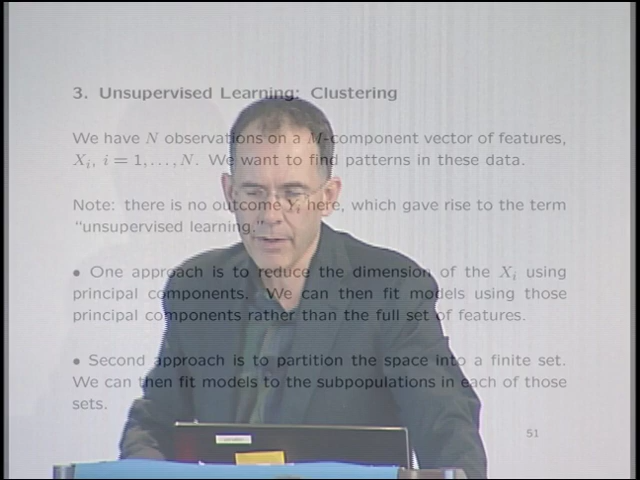 3. Unsupervised Learning: Clustering
We have N observations on a M-component vector of features,
Xᵢ, i = 1, . . . , N. We want to find patterns in these data.
Note: there is no outcome Yᵢ here, which gave rise to the term
“unsupervised learning.”
• One approach is to reduce the dimension of the Xᵢ using
principal components. We can then fit models using those
principal components rather than the full set of features.
• Second approach is to partition the space into a finite set.
We can then fit models to the subpopulations in each of those
sets.
51